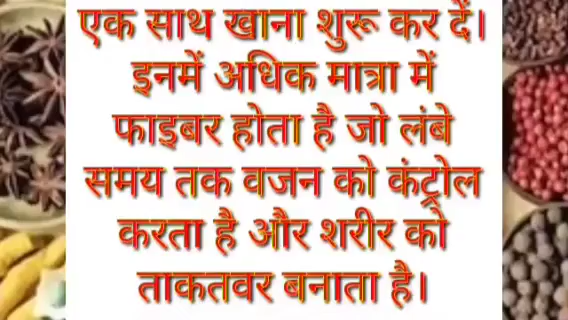 एक साथ खाना शुरू कर दें।
इनमें अधिक मात्रा में
फाइबर होता है जो लंबे
समय तक वजन को कंट्रोल
करता है और शरीर को
ताकतवर बनाता है।